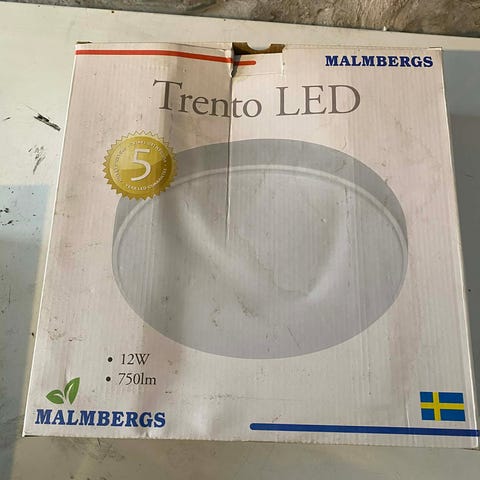 MALMBERGS
Trento LED
5
• 12W
• 750lm
MALMBERGS